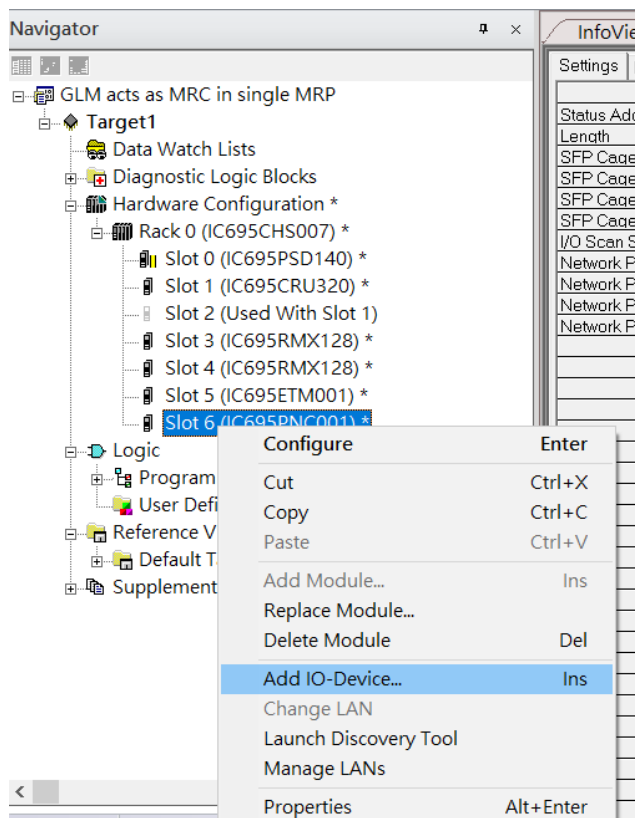 Navigator
GLM acts as MRC in single MRP
Target1
Data Watch Lists
Diagnostic Logic Blocks
Hardware Configuration *
Rack 0 (IC695CHS007) *
Slot 0 (IC695PSD140) *
Slot 1 (IC695CRU320) *
Slot 2 (Used With Slot 1)
Slot 3 (IC695RMX128) *
Slot 4 (IC695RMX128) *
Slot 5 (IC695ETM001) *
Slot 6 (IC695PNC001) *
Logic
Program
User Defi
Reference V
Default T
Supplement
Configure Enter
Cut Ctrl+X
Copy Ctrl+C
Paste Ctrl+V
Add Module... Ins
Replace Module...
Delete Module Del
Add IO-Device... Ins
Change LAN
Launch Discovery Tool
Manage LANs
Properties Alt+Enter
InfoVie
Settings
Status Add
Length
SFP Cage
SFP Cage
SFP Cage
SFP Cage
I/O Scan S
Network P
Network P
Network P
Network P